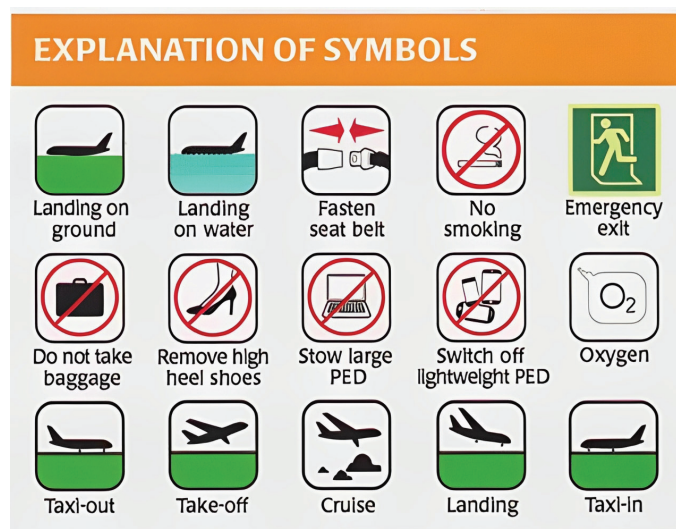 EXPLANATION OF SYMBOLS
Landing on
ground
Landing
on water
Fasten
seat belt
No
smoking
Emergency
exit
Do not take
baggage
Remove high
heel shoes
Stow large
PED
Switch off
lightweight PED
O2
Oxygen
Taxi-out
Take-off
Cruise
Landing
Taxi-in